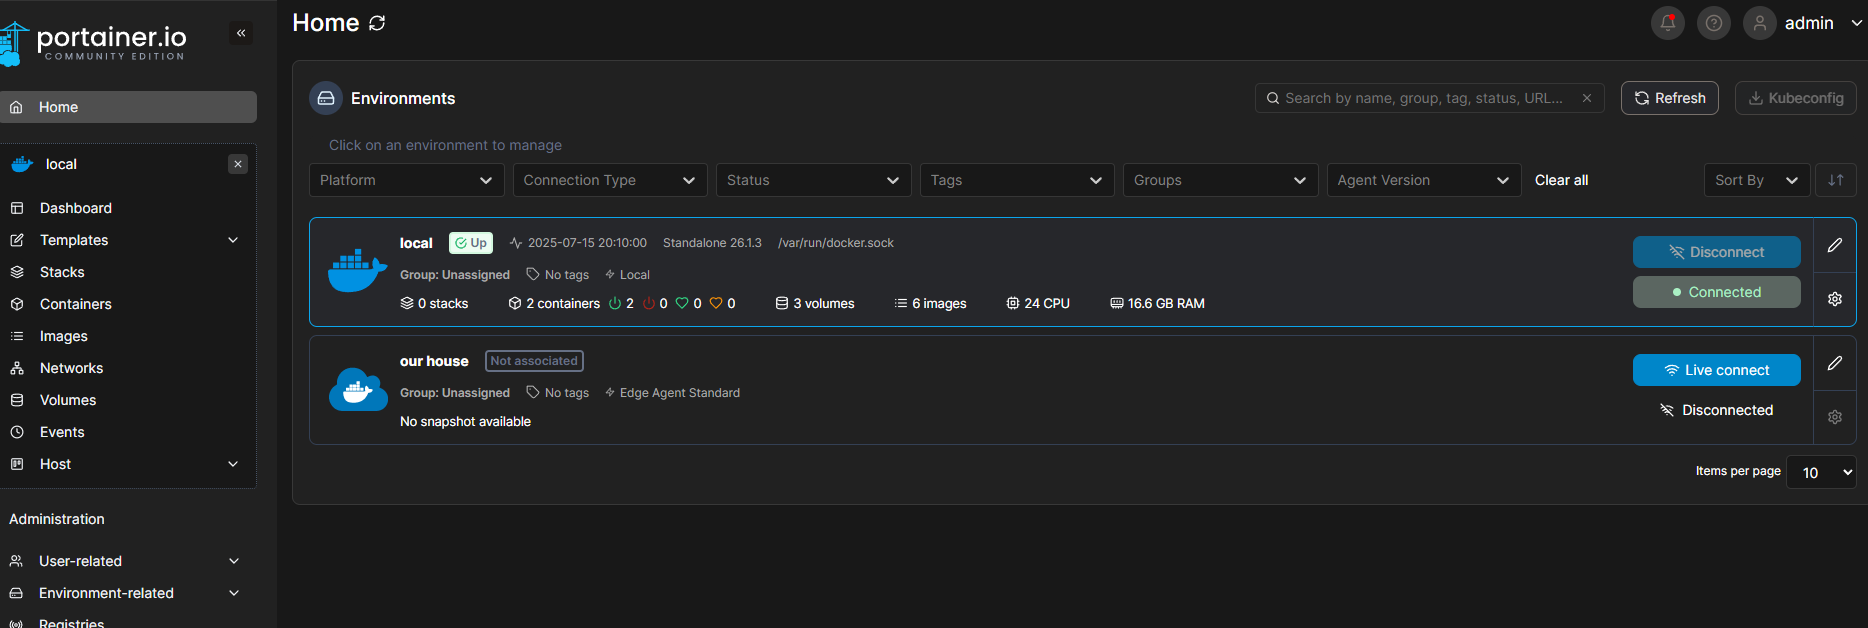 portainer.io
COMMUNITY EDITION
Home
local
Dashboard
Templates
Stacks
Containers
Images
Networks
Volumes
Events
Host
Administration
User-related
Environment-related
Registries
Home
admin
Environments
Search by name, group, tag, status, URL...
Refresh
Kubeconfig
Click on an environment to manage
Platform
Connection Type
Status
Tags
Groups
Agent Version
Clear all
Sort By
local Up 2025-07-15 20:10:00 Standalone 26.1.3 /var/run/docker.sock
Group: Unassigned No tags Local
0 stacks 2 containers 2 0 0 0 3 volumes 6 images 24 CPU 16.6 GB RAM
Disconnect
Connected
our house Not associated
Group: Unassigned No tags Edge Agent Standard
No snapshot available
Live connect
Disconnected
Items per page 10